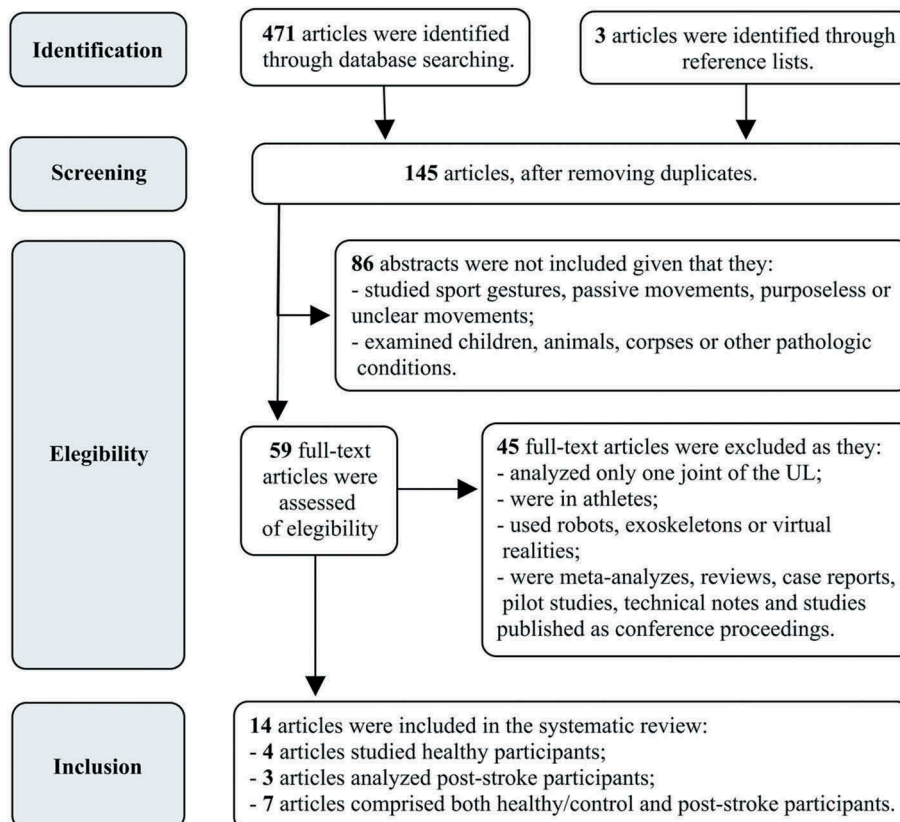 Identification
471 articles were identified
through database searching.
3 articles were identified through
reference lists.
Screening
145 articles, after removing duplicates.
Elegibility
86 abstracts were not included given that they:
- studied sport gestures, passive movements, purposeless or
unclear movements;
- examined children, animals, corpses or other pathologic
conditions.
59 full-text
articles were
assessed
of elegibility
45 full-text articles were excluded as they:
- analyzed only one joint of the UL;
- were in athletes;
- used robots, exoskeletons or virtual
realities;
- were meta-analyzes, reviews, case reports,
pilot studies, technical notes and studies
published as conference proceedings.
Inclusion
14 articles were included in the systematic review:
- 4 articles studied healthy participants;
- 3 articles analyzed post-stroke participants;
- 7 articles comprised both healthy/control and post-stroke participants.